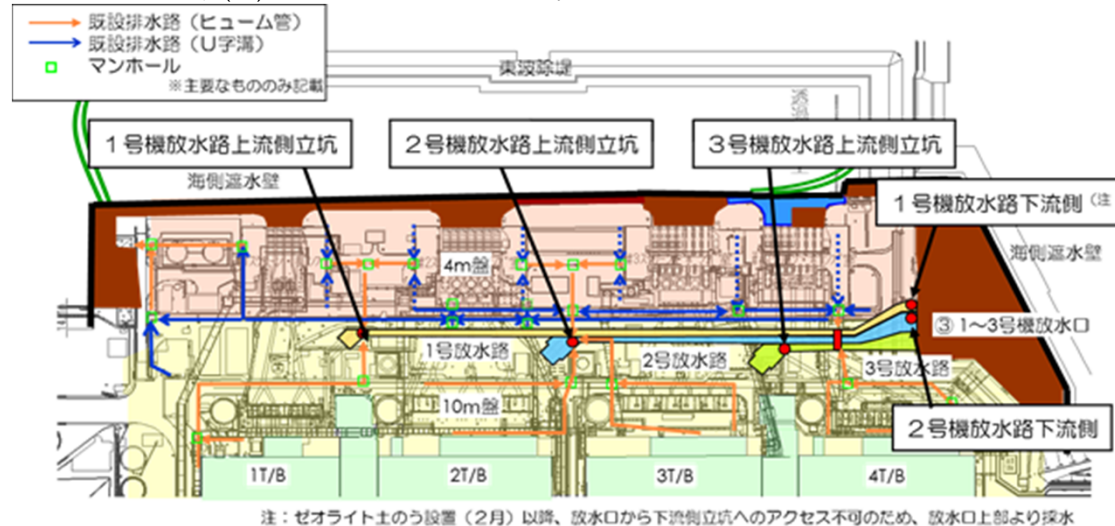 既設排水路（ヒューム管）
既設排水路（U字溝）
マンホール
※主要なもののみ記載
東波除堤
１号機放水路上流側立坑
２号機放水路上流側立坑
３号機放水路上流側立坑
海側遮水壁
１号機放水路下流側（注
海側遮水壁
4m盤
③ 1～3号機放水口
1号放水路
2号放水路
3号放水路
10m盤
２号機放水路下流側
1T/B
2T/B
3T/B
4T/B
注：ゼオライト土のう設置（2月）以降、放水口から下流側立坑へのアクセス不可のため、放水口上部より採水